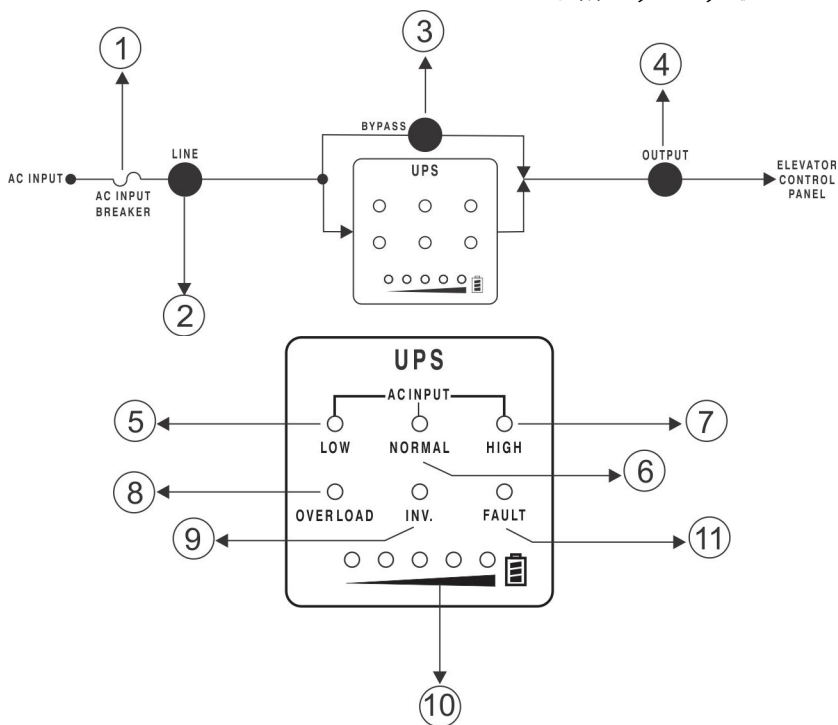 1
3
4
BYPASS
LINE
OUTPUT
UPS
AC INPUT
AC INPUT
BREAKER
ELEVATOR
CONTROL
PANEL
2
UPS
AC INPUT
5
7
LOW
NORMAL
HIGH
6
8
OVERLOAD
INV.
FAULT
9
11
10